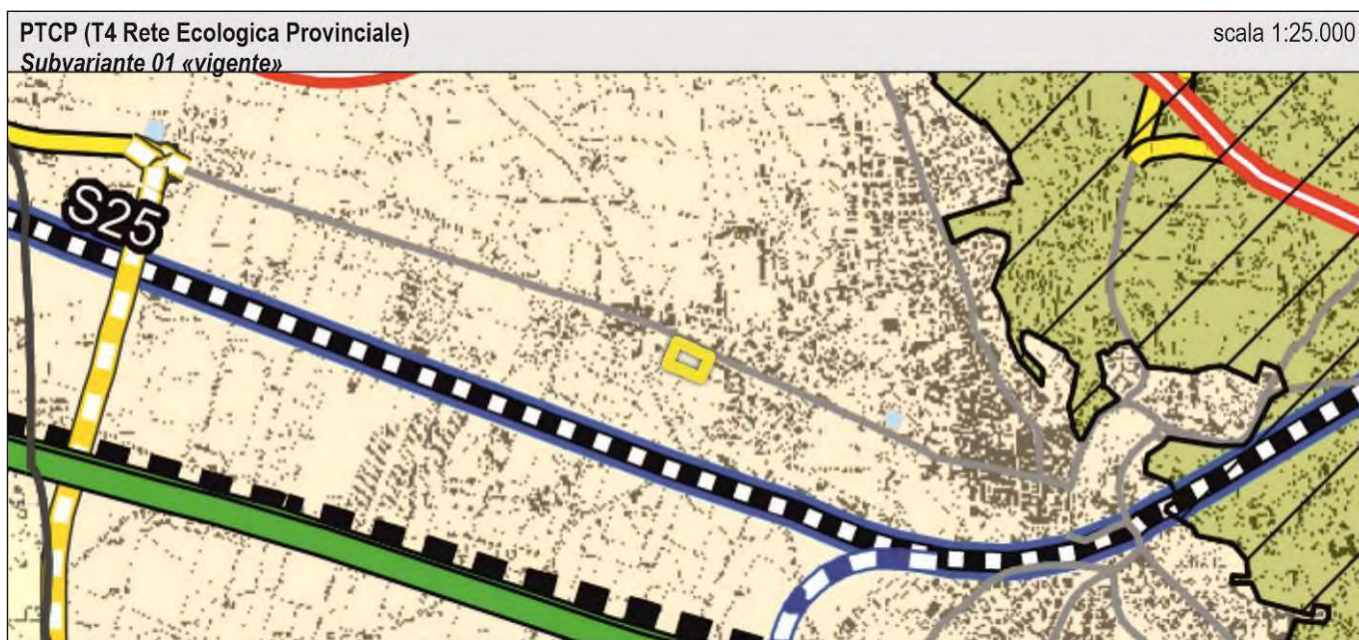 PTCP (T4 Rete Ecologica Provinciale)
scala 1:25.000
Subvariante 01 «vigente»
S25